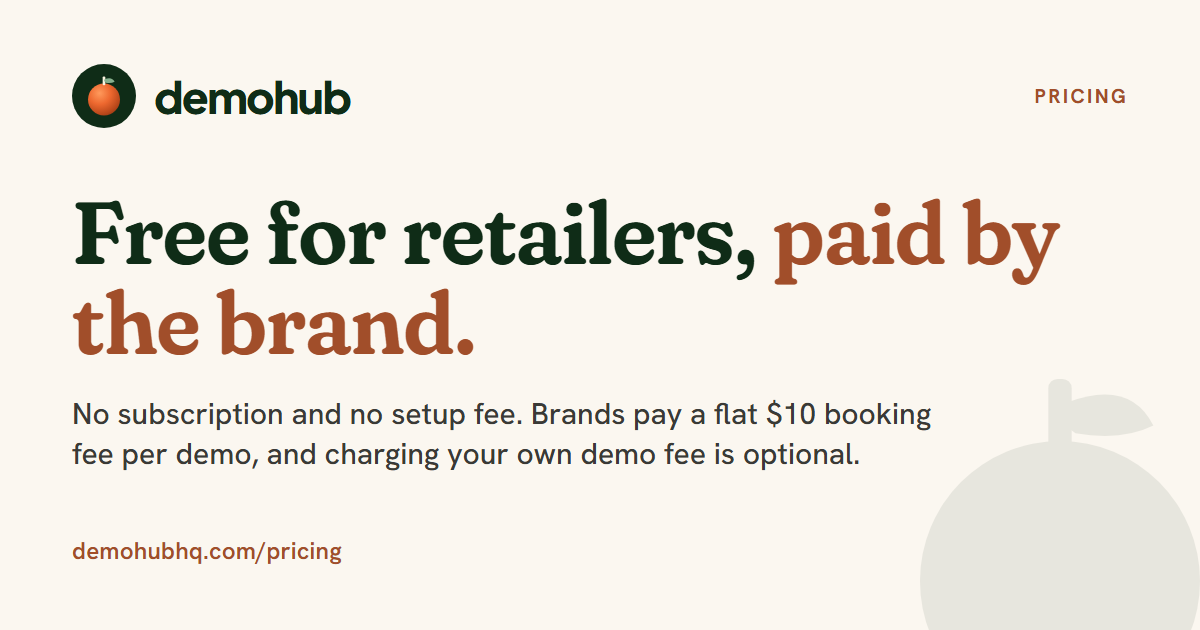 demohub
PRICING
Free for retailers, paid by
the brand.
No subscription and no setup fee. Brands pay a flat $10 booking
fee per demo, and charging your own demo fee is optional.
demohubhq.com/pricing